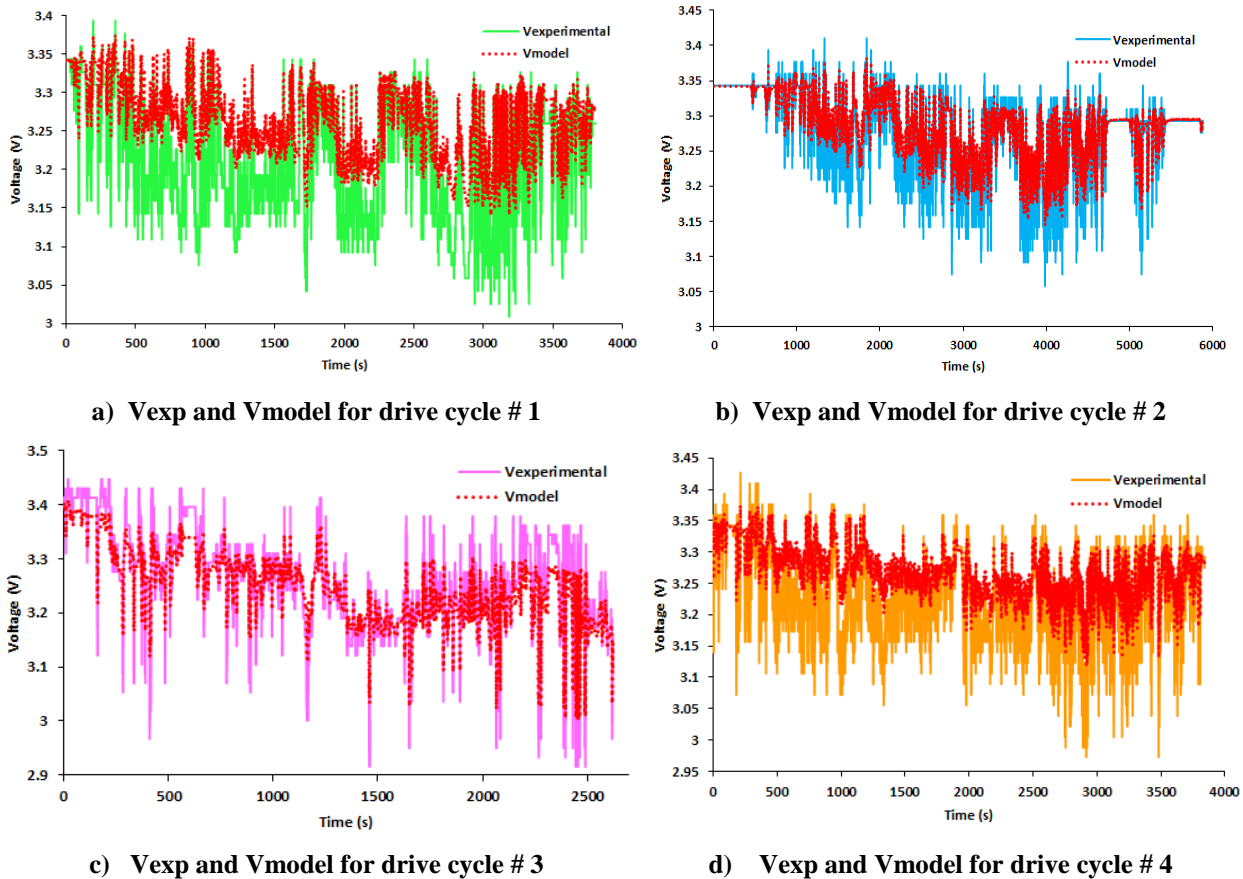 3.4
3.35
3.3
3.25
3.2
3.15
3.1
3.05
3
Voltage (V)
Vexperimental
Vmodel
0 500 1000 1500 2000 2500 3000 3500 4000
Time (s)
a) Vexp and Vmodel for drive cycle # 1
3.45
3.4
3.35
3.3
3.25
3.2
3.15
3.1
3.05
3
Voltage (V)
Vexperimental
Vmodel
0 1000 2000 3000 4000 5000 6000
Time (s)
b) Vexp and Vmodel for drive cycle # 2
3.5
3.4
3.3
3.2
3.1
3
2.9
Voltage (V)
Vexperimental
Vmodel
0 500 1000 1500 2000 2500
Time (s)
c) Vexp and Vmodel for drive cycle # 3
3.45
3.4
3.35
3.3
3.25
3.2
3.15
3.1
3.05
3
2.95
Voltage (V)
Vexperimental
Vmodel
0 500 1000 1500 2000 2500 3000 3500 4000
Time (s)
d) Vexp and Vmodel for drive cycle # 4